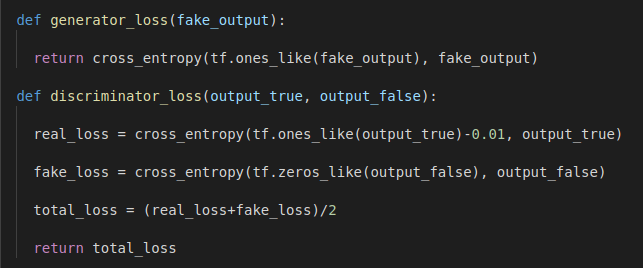 def generator_loss(fake_output):
return cross_entropy(tf.ones_like(fake_output), fake_output)
def discriminator_loss(output_true, output_false):
real_loss = cross_entropy(tf.ones_like(output_true)-0.01, output_true)
fake_loss = cross_entropy(tf.zeros_like(output_false), output_false)
total_loss = (real_loss+fake_loss)/2
return total_loss